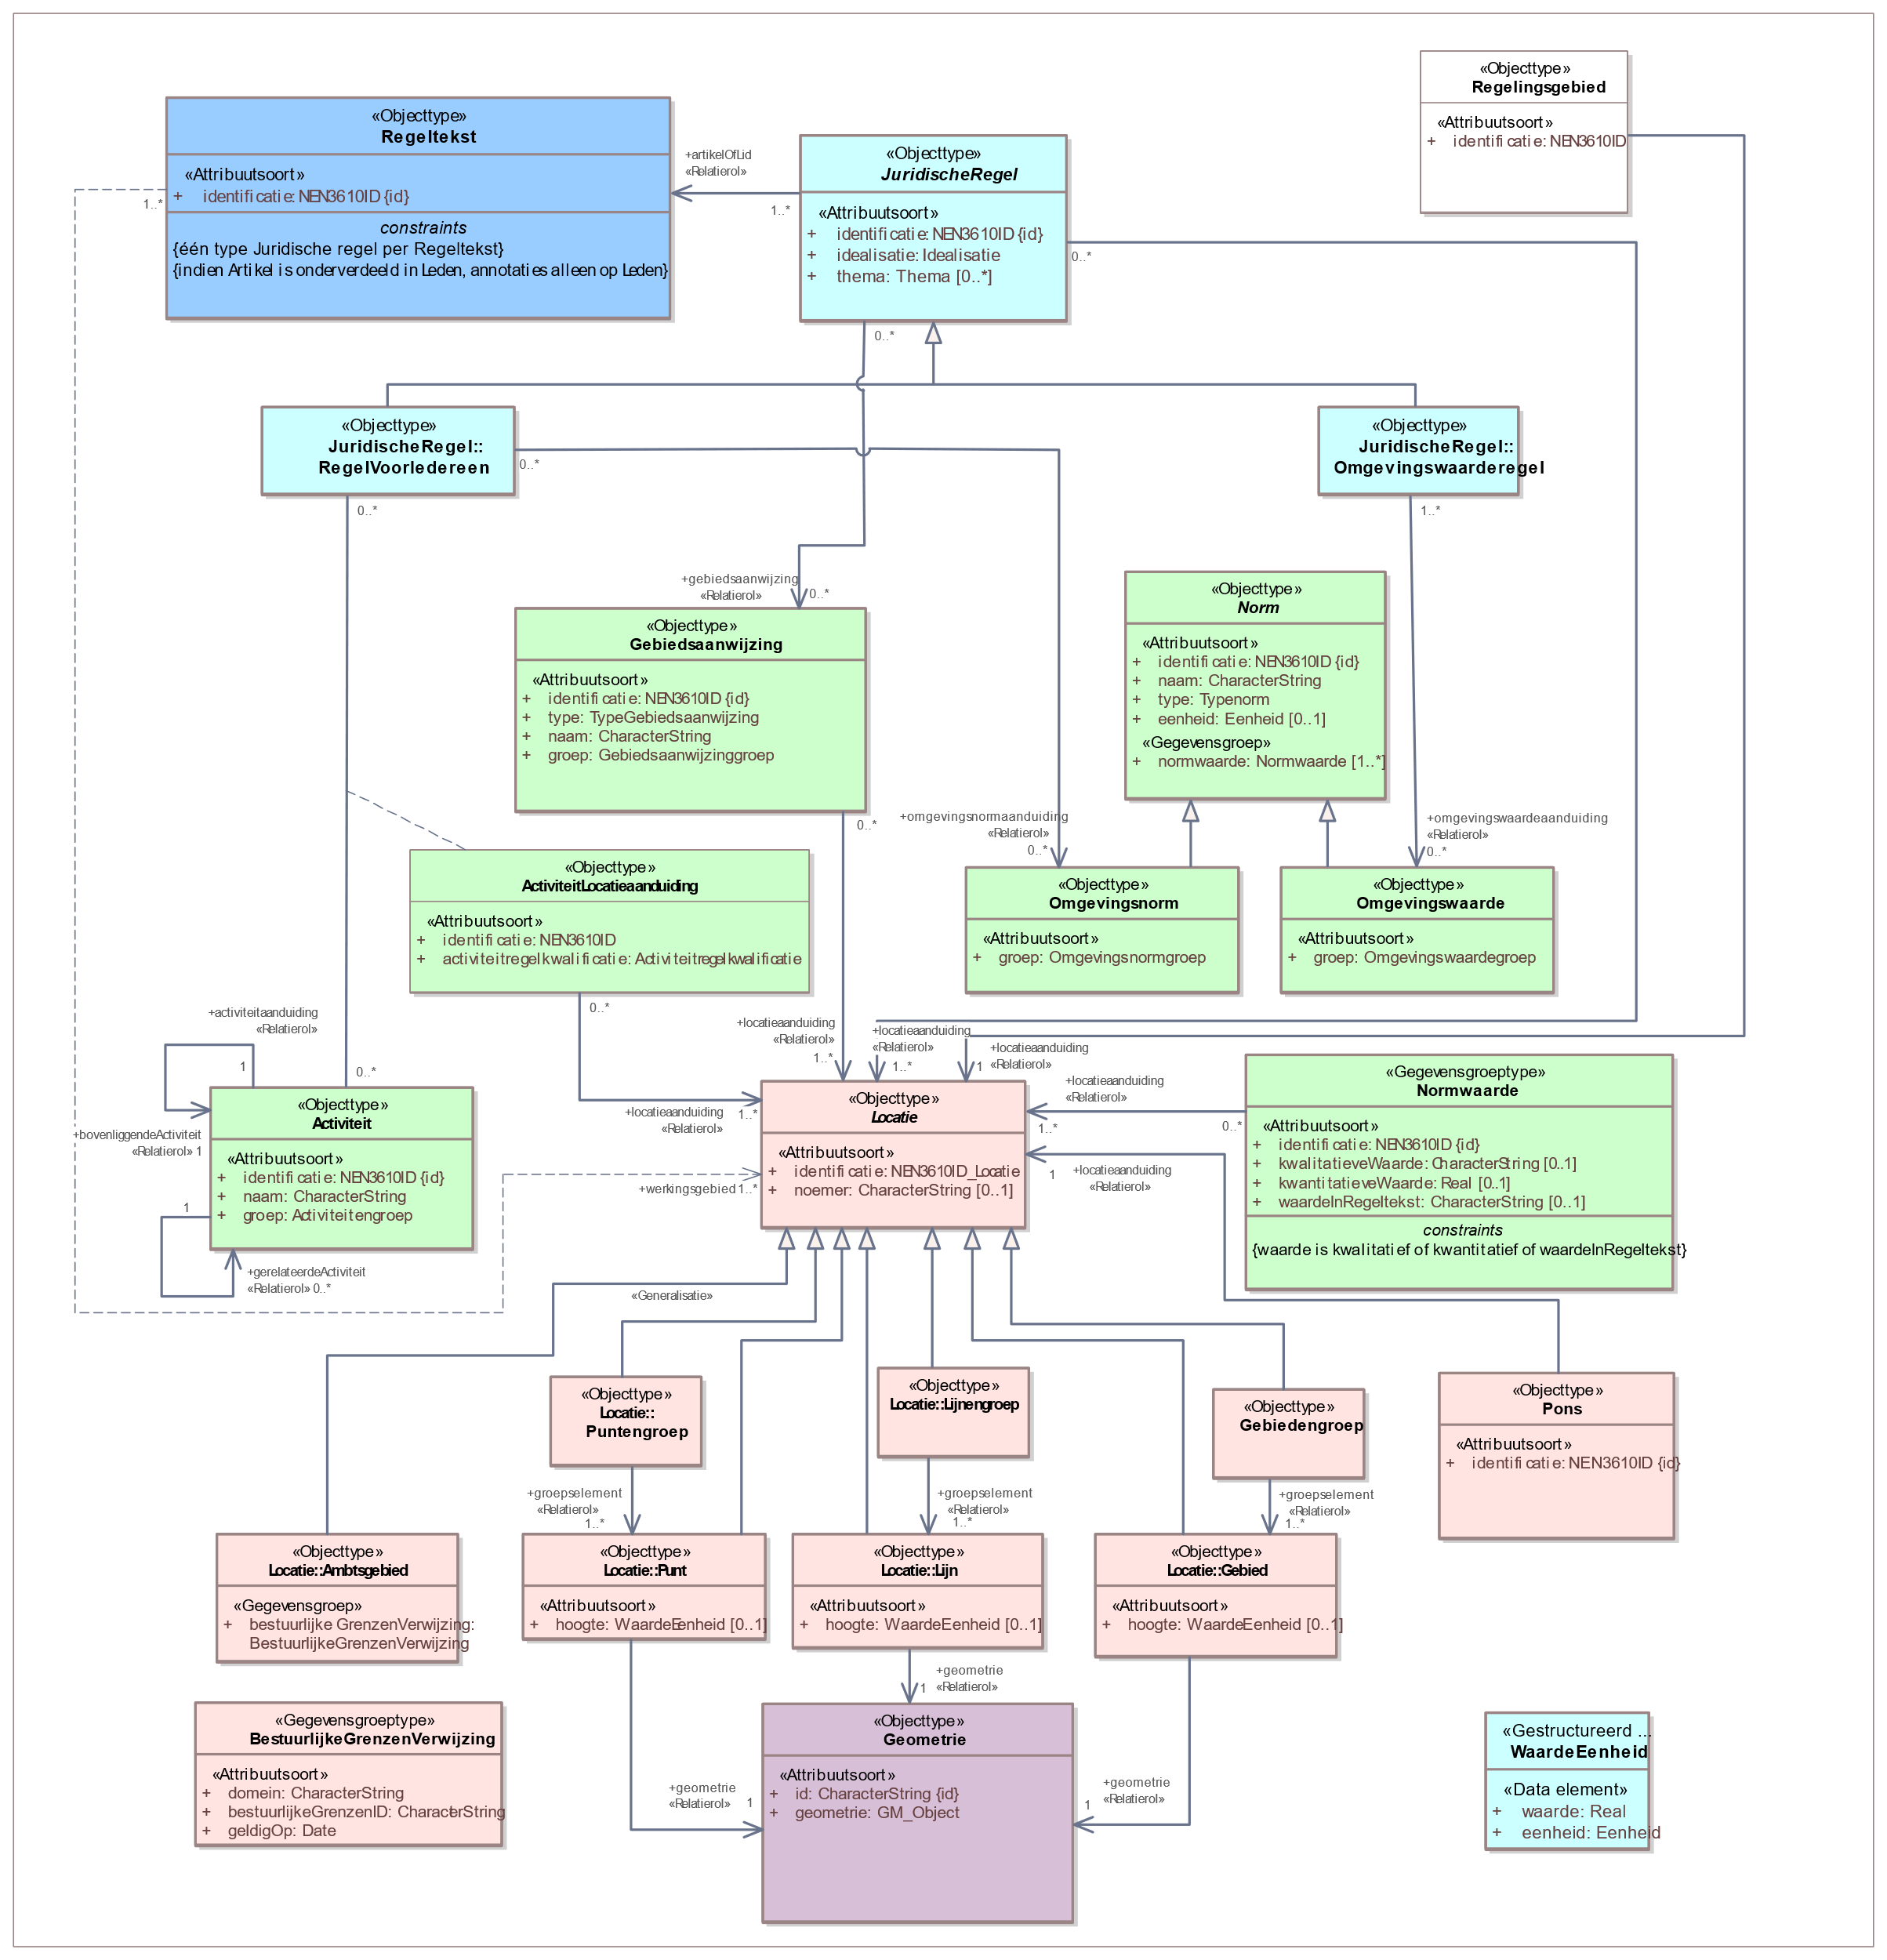 «Objecttype»
Regelingsgebied
«Attribuutsoort»
+ identificatie: NEN3610ID
«Objecttype»
Regeltekst
«Attribuutsoort»
+ identificatie: NEN3610ID {id}
constraints
{één type Juridische regel per Regeltekst}
{indien Artikel is onderverdeeld in Leden, annotaties alleen op Leden}
1..*
+artikelOfLid
«Relatierol»
1..*
«Objecttype»
JuridischeRegel
«Attribuutsoort»
+ identificatie: NEN3610ID {id}
+ idealisatie: Idealisatie
+ thema: Thema [0..*]
0..*
0..*
«Objecttype»
JuridischeRegel::
RegelVoorIedereen
0..*
0..*
«Objecttype»
JuridischeRegel::
Omgevingswaarderegel
1..*
+gebiedsaanwijzing
«Relatierol»
0..*
«Objecttype»
Gebiedsaanwijzing
«Attribuutsoort»
+ identificatie: NEN3610ID {id}
+ type: TypeGebiedsaanwijzing
+ naam: CharacterString
+ groep: Gebiedsaanwijzinggroep
0..*
«Objecttype»
Norm
«Attribuutsoort»
+ identificatie: NEN3610ID {id}
+ naam: CharacterString
+ type: Typenorm
+ eenheid: Eenheid [0..1]
«Gegevensgroep»
+ normwaarde: Normwaarde [1..*]
+omgevingsnormaanduiding
«Relatierol»
0..*
+omgevingswaardeaanduiding
«Relatierol»
0..*
«Objecttype»
ActiviteitLocatieaanduiding
«Attribuutsoort»
+ identificatie: NEN3610ID
+ activiteitregelkwalificatie: Activiteitregelkwalificatie
0..*
«Objecttype»
Omgevingsnorm
«Attribuutsoort»
+ groep: Omgevingsnormgroep
«Objecttype»
Omgevingswaarde
«Attribuutsoort»
+ groep: Omgevingswaardegroep
+activiteitaanduiding
«Relatierol»
0..*
1
+bovenliggendeActiviteit
«Relatierol» 1
«Objecttype»
Activiteit
«Attribuutsoort»
+ identificatie: NEN3610ID {id}
+ naam: CharacterString
+ groep: Activiteitengroep
1
+gerelateerdeActiviteit
«Relatierol» 0..*
+locatieaanduiding
«Relatierol»
1..*
+locatieaanduiding
«Relatierol»
1..*
+locatieaanduiding
«Relatierol»
1
+locatieaanduiding
«Relatierol»
1..*
+locatieaanduiding
«Relatierol»
1..*
0..*
+locatieaanduiding
«Relatierol»
1
+werkingsgebied 1..*
«Objecttype»
Locatie
«Attribuutsoort»
+ identificatie: NEN3610ID_Locatie
+ noemer: CharacterString [0..1]
«Gegevensgroeptype»
Normwaarde
«Attribuutsoort»
+ identificatie: NEN3610ID {id}
+ kwalitatieveWaarde: CharacterString [0..1]
+ kwantitatieveWaarde: Real [0..1]
+ waardeInRegeltekst: CharacterString [0..1]
constraints
{waarde is kwalitatief of kwantitatief of waardeInRegeltekst}
«Generalisatie»
«Objecttype»
Locatie::
Puntengroep
«Objecttype»
Locatie::Lijnengroep
«Objecttype»
Gebiedengroep
«Objecttype»
Pons
«Attribuutsoort»
+ identificatie: NEN3610ID {id}
+groepselement
«Relatierol»
1..*
+groepselement
«Relatierol»
1..*
+groepselement
«Relatierol»
1..*
«Objecttype»
Locatie::Ambtsgebied
«Gegevensgroep»
+ bestuurlijke GrenzenVerwijzing:
BestuurlijkeGrenzenVerwijzing
«Objecttype»
Locatie::Punt
«Attribuutsoort»
+ hoogte: WaardeEenheid [0..1]
«Objecttype»
Locatie::Lijn
«Attribuutsoort»
+ hoogte: WaardeEenheid [0..1]
«Objecttype»
Locatie::Gebied
«Attribuutsoort»
+ hoogte: WaardeEenheid [0..1]
+geometrie
«Relatierol»
1
«Gegevensgroeptype»
BestuurlijkeGrenzenVerwijzing
«Attribuutsoort»
+ domein: CharacterString
+ bestuurlijkeGrenzenID: CharacterString
+ geldigOp: Date
+geometrie
«Relatierol»
1
«Objecttype»
Geometrie
«Attribuutsoort»
+ id: CharacterString {id}
+ geometrie: GM_Object
+geometrie
«Relatierol»
1
«Gestructureerd ...
WaardeEenheid
«Data element»
+ waarde: Real
+ eenheid: Eenheid